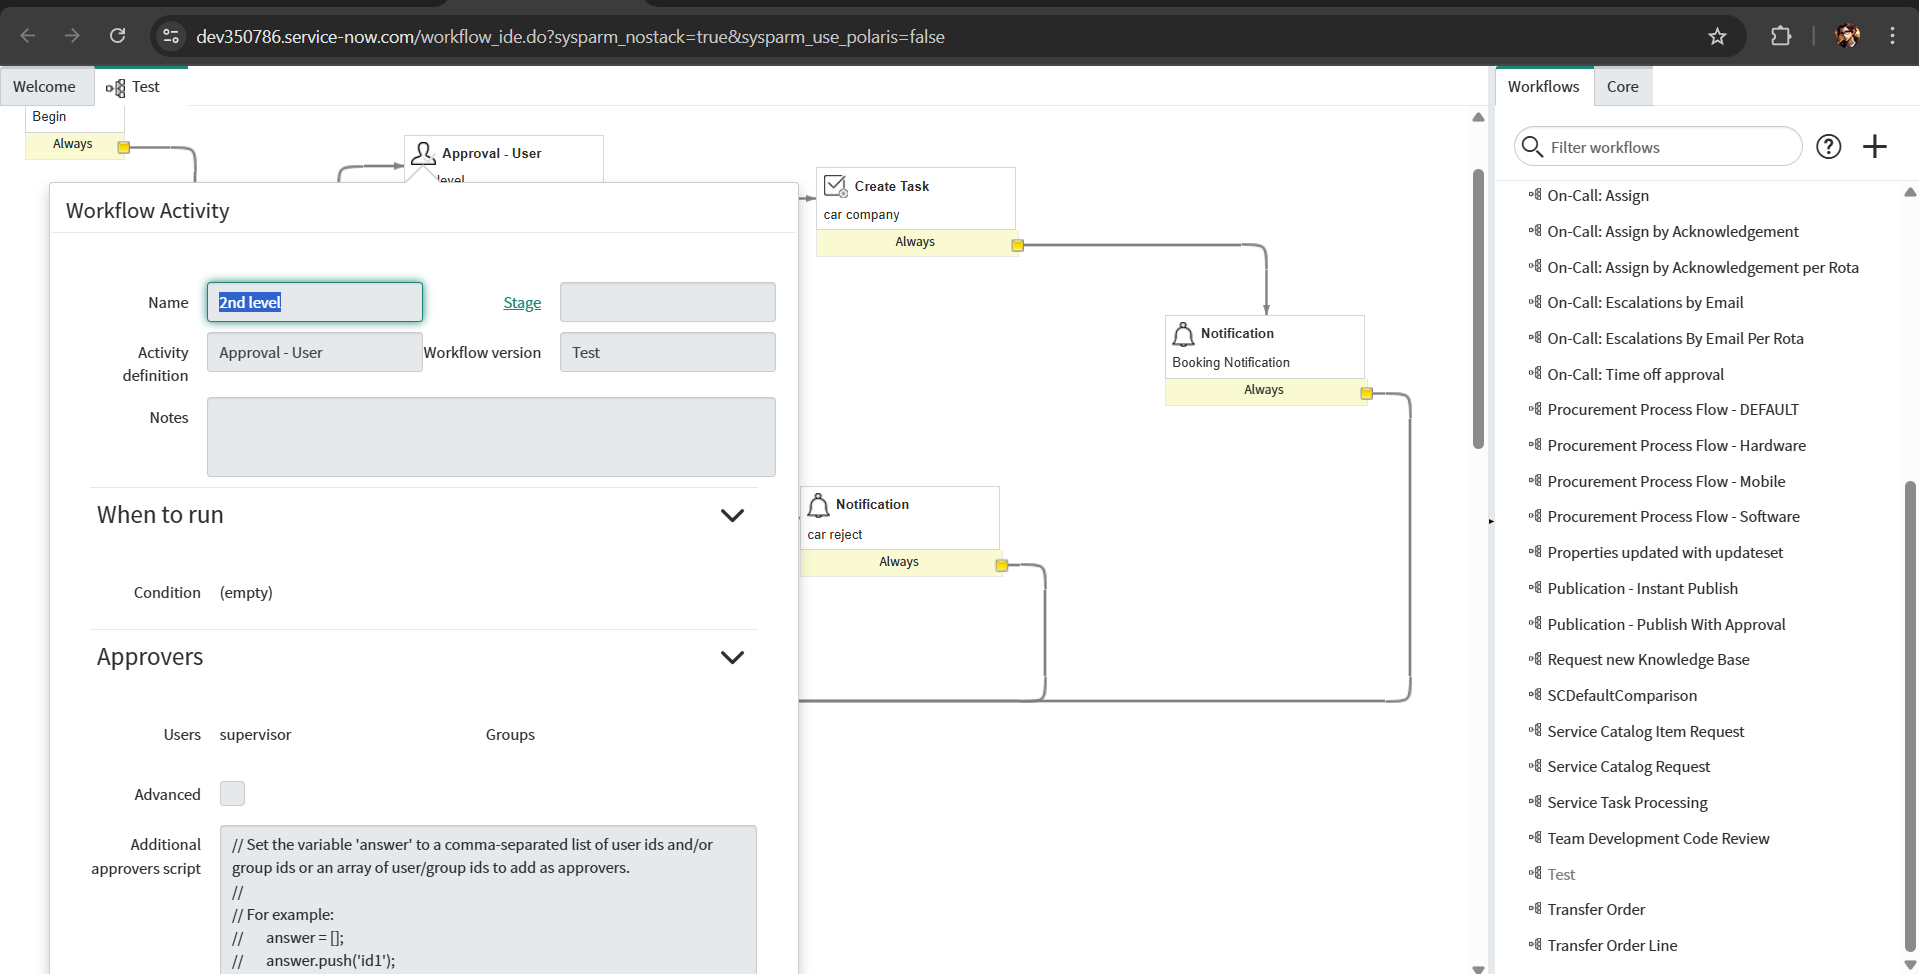 dev350786.service-now.com/workflow_ide.do?sysparm_nostack=true&sysparm_use_polaris=false
Welcome
Test
Begin
Always
Approval - User
level
Create Task
car company
Always
Notification
Booking Notification
Always
Notification
car reject
Always
Workflow Activity
Name
2nd level
Stage
Activity definition
Approval - User
Workflow version
Test
Notes
When to run
Condition
(empty)
Approvers
Users
supervisor
Groups
Advanced
Additional
approvers script
// Set the variable 'answer' to a comma-separated list of user ids and/or
group ids or an array of user/group ids to add as approvers.
//
// For example:
// answer = [];
// answer.push('id1');
Workflows
Core
Filter workflows
On-Call: Assign
On-Call: Assign by Acknowledgement
On-Call: Assign by Acknowledgement per Rota
On-Call: Escalations by Email
On-Call: Escalations By Email Per Rota
On-Call: Time off approval
Procurement Process Flow - DEFAULT
Procurement Process Flow - Hardware
Procurement Process Flow - Mobile
Procurement Process Flow - Software
Properties updated with updateset
Publication - Instant Publish
Publication - Publish With Approval
Request new Knowledge Base
SCDefaultComparison
Service Catalog Item Request
Service Catalog Request
Service Task Processing
Team Development Code Review
Test
Transfer Order
Transfer Order Line